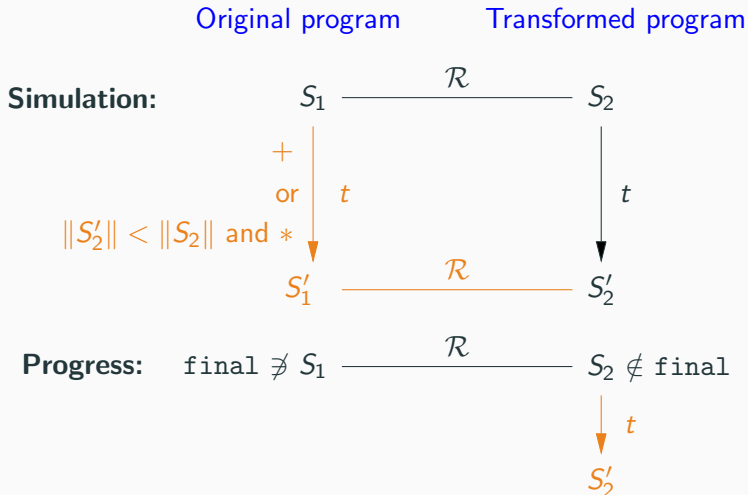 Original program Transformed program
Simulation: S₁ ℛ S₂
+
or t t
‖S₂′‖ < ‖S₂‖ and ∗
S₁′ ℛ S₂′
Progress: final ∌ S₁ ℛ S₂ ∉ final
t
S₂′